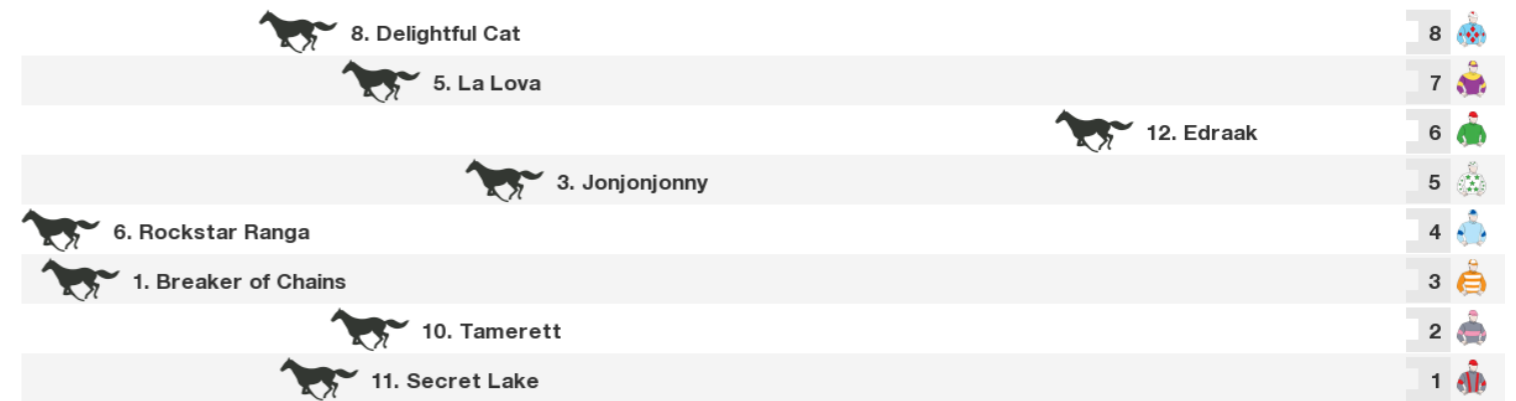 8. Delightful Cat 8
5. La Lova 7
12. Edraak 6
3. Jonjonjonny 5
6. Rockstar Ranga 4
1. Breaker of Chains 3
10. Tamerett 2
11. Secret Lake 1